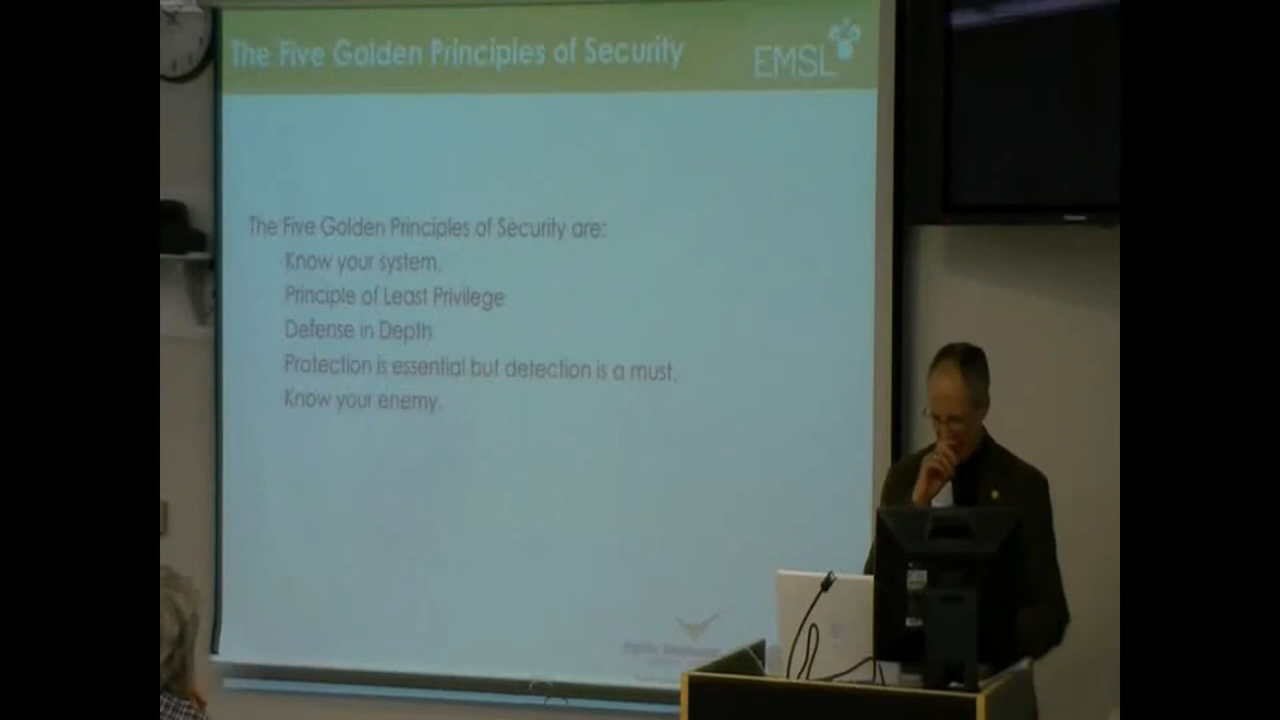 The Five Golden Principles of Security
EMSL
The Five Golden Principles of Security are:
Know your system.
Principle of Least Privilege
Defense in Depth
Protection is essential but detection is a must.
Know your enemy.